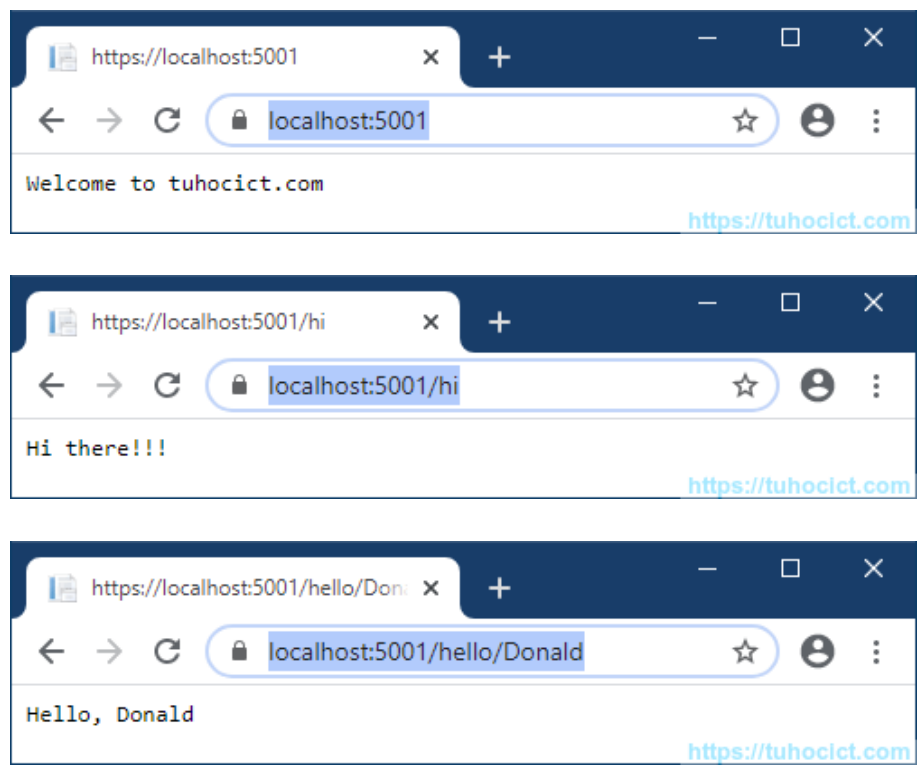 https://localhost:5001
localhost:5001
Welcome to tuhocict.com
https://tuhocict.com
https://localhost:5001/hi
localhost:5001/hi
Hi there!!!
https://tuhocict.com
https://localhost:5001/hello/Don
localhost:5001/hello/Donald
Hello, Donald
https://tuhocict.com